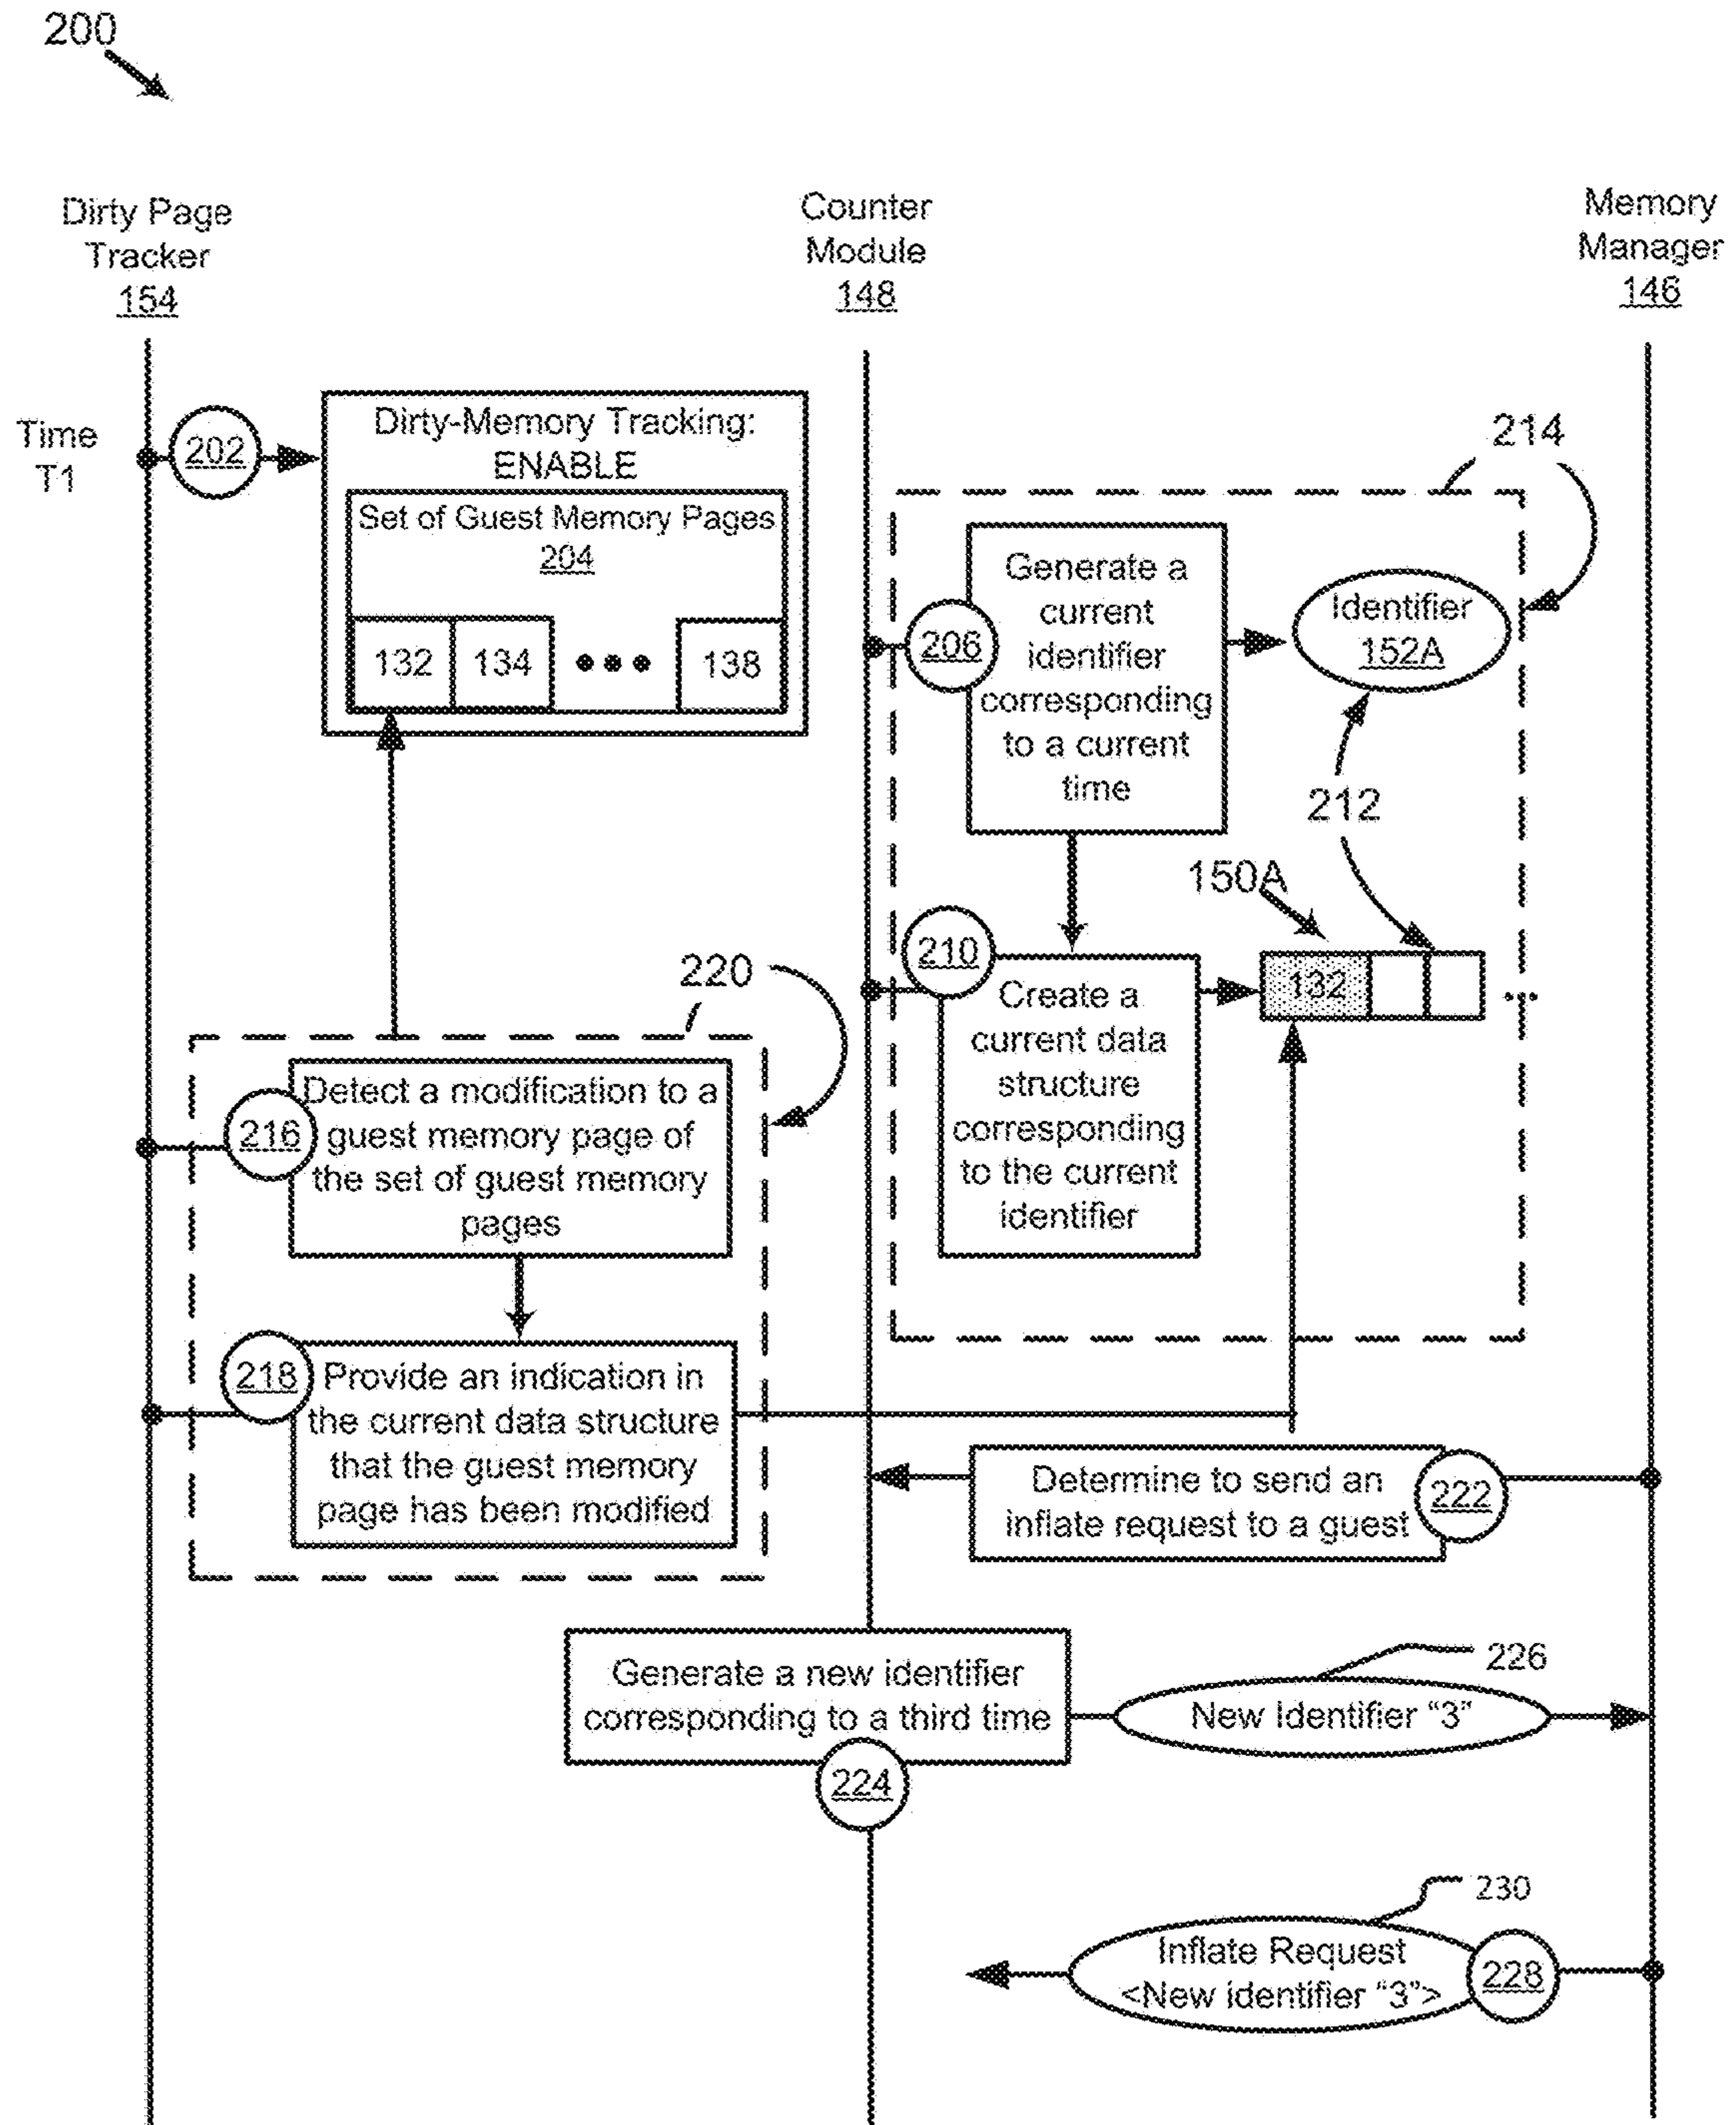 200
Dirty Page
Tracker
154
Counter
Module
148
Memory
Manager
146
Time
T1
202
Dirty-Memory Tracking:
ENABLE
Set of Guest Memory Pages
204
132
134
138
214
206
Generate a
current
identifier
corresponding
to a current
time
Identifier
152A
212
150A
210
Create a
current data
structure
corresponding
to the current
identifier
132
220
216
Detect a modification to a
guest memory page of
the set of guest memory
pages
218
Provide an indication in
the current data structure
that the guest memory
page has been modified
Determine to send an
inflate request to a guest
222
Generate a new identifier
corresponding to a third time
224
226
New Identifier “3”
230
Inflate Request
<New identifier “3”>
228